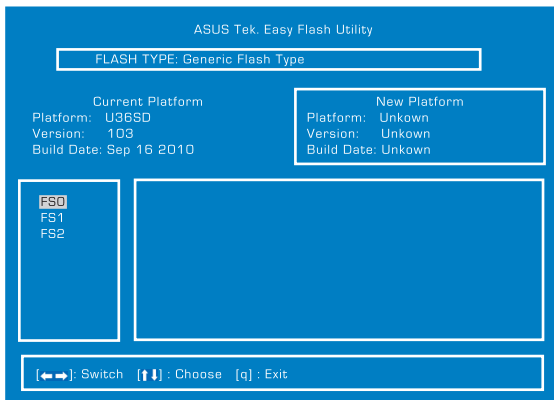 ASUS Tek. Easy Flash Utility
FLASH TYPE: Generic Flash Type
Current Platform
Platform: U36SD
Version: 103
Build Date: Sep 16 2010
New Platform
Platform: Unkown
Version: Unkown
Build Date: Unkown
FS0
FS1
FS2
[←→]: Switch [↑↓] : Choose [q] : Exit